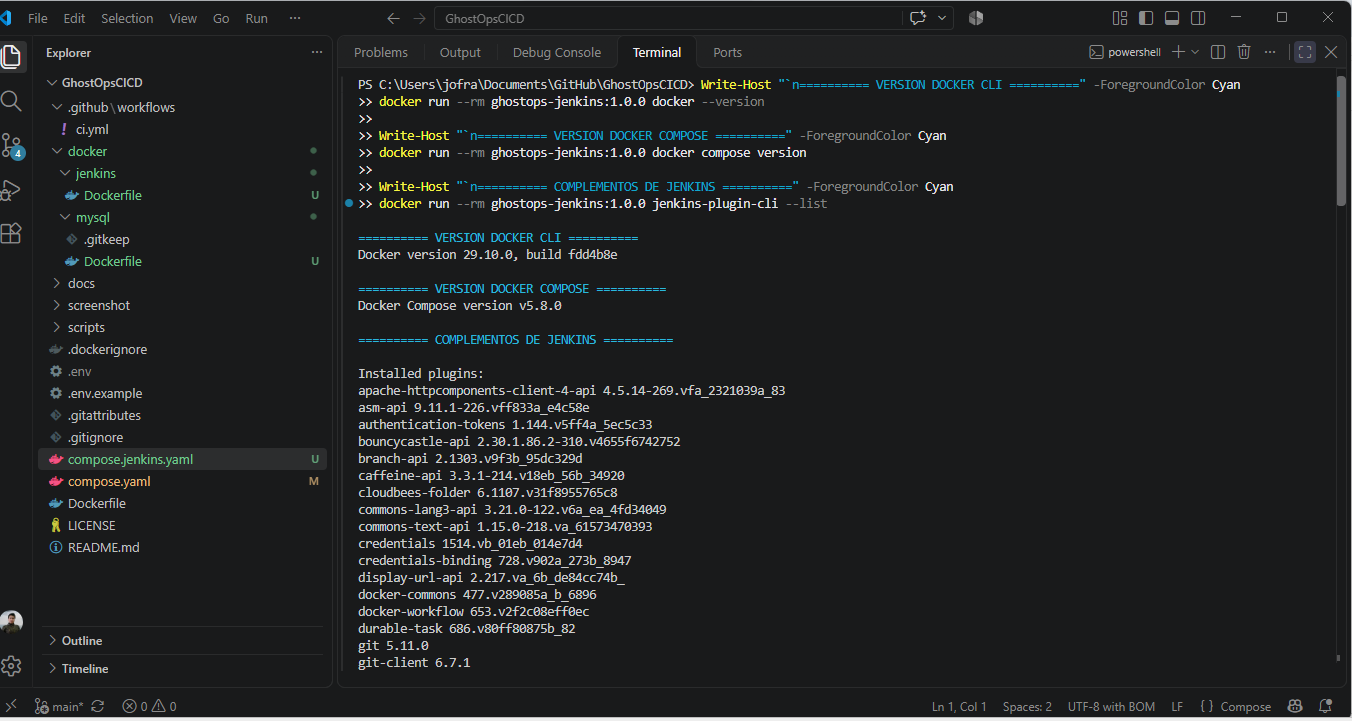 File Edit Selection View Go Run ···
GhostOpsCICD
Explorer ···
GhostOpsCICD
.github\workflows
! ci.yml
docker
jenkins
Dockerfile U
mysql
.gitkeep
Dockerfile U
docs
screenshot
scripts
.dockerignore
.env
.env.example
.gitattributes
.gitignore
compose.jenkins.yaml U
compose.yaml M
Dockerfile
LICENSE
README.md
Outline
Timeline
4
Problems Output Debug Console Terminal Ports
powershell
PS C:\Users\jofra\Documents\GitHub\GhostOpsCICD> Write-Host "`n========== VERSION DOCKER CLI ==========" -ForegroundColor Cyan
>> docker run --rm ghostops-jenkins:1.0.0 docker --version
>>
>> Write-Host "`n========== VERSION DOCKER COMPOSE ==========" -ForegroundColor Cyan
>> docker run --rm ghostops-jenkins:1.0.0 docker compose version
>>
>> Write-Host "`n========== COMPLEMENTOS DE JENKINS ==========" -ForegroundColor Cyan
>> docker run --rm ghostops-jenkins:1.0.0 jenkins-plugin-cli --list
========== VERSION DOCKER CLI ==========
Docker version 29.10.0, build fdd4b8e
========== VERSION DOCKER COMPOSE ==========
Docker Compose version v5.8.0
========== COMPLEMENTOS DE JENKINS ==========
Installed plugins:
apache-httpcomponents-client-4-api 4.5.14-269.vfa_2321039a_83
asm-api 9.11.1-226.vff833a_e4c58e
authentication-tokens 1.144.v5ff4a_5ec5c33
bouncycastle-api 2.30.1.86.2-310.v4655f6742752
branch-api 2.1303.v9f3b_95dc329d
caffeine-api 3.3.1-214.v18eb_56b_34920
cloudbees-folder 6.1107.v31f8955765c8
commons-lang3-api 3.21.0-122.v6a_ea_4fd34049
commons-text-api 1.15.0-218.va_61573470393
credentials 1514.vb_01eb_014e7d4
credentials-binding 728.v902a_273b_8947
display-url-api 2.217.va_6b_de84cc74b_
docker-commons 477.v289085a_b_6896
docker-workflow 653.v2f2c08eff0ec
durable-task 686.v80ff80875b_82
git 5.11.0
git-client 6.7.1
main* 0 0 Ln 1, Col 1 Spaces: 2 UTF-8 with BOM LF { } Compose